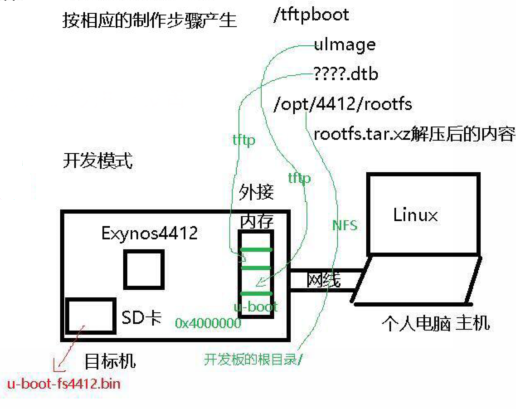 按相应的制作步骤产生
/tftpboot
uImage
????.dtb
/opt/4412/rootfs
rootfs.tar.xz解压后的内容
tftp
tftp
开发模式
外接
内存
NFS
Linux
Exynos4412
网线
u-boot
SD卡
0x4000000
个人电脑 主机
目标机
开发板的根目录/
u-boot-fs4412.bin